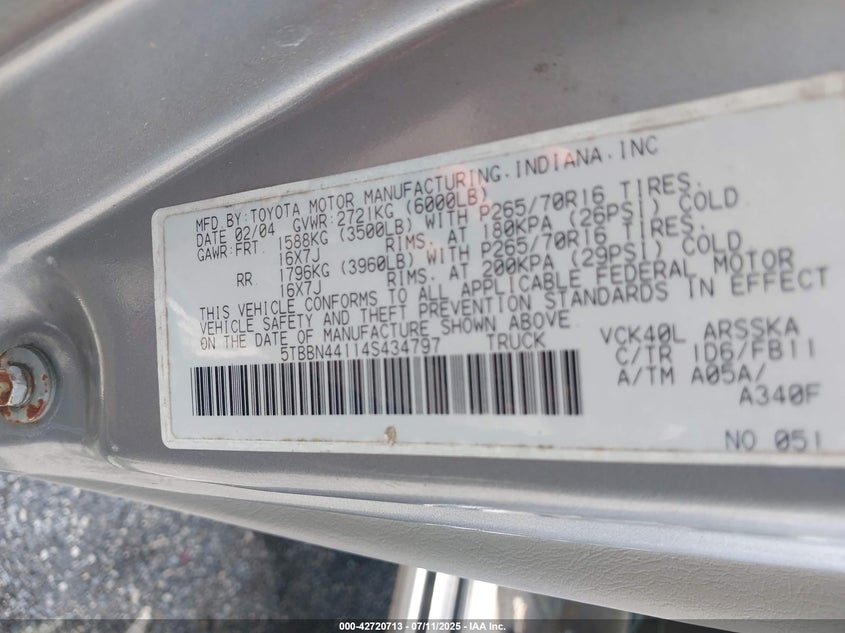 MFD BY:TOYOTA MOTOR MANUFACTURING.INDIANA.INC
DATE 02/04 GVWR:2721KG (6000LB)
GAWR:FRT 1588KG (3500LB) WITH P265/70R16 TIRES.
16X7J RIMS. AT 180KPA (26PSI) COLD
RR 1796KG (3960LB) WITH P265/70R16 TIRES.
16X7J RIMS. AT 200KPA (29PSI) COLD
THIS VEHICLE CONFORMS TO ALL APPLICABLE FEDERAL MOTOR
VEHICLE SAFETY AND THEFT PREVENTION STANDARDS IN EFFECT
ON THE DATE OF MANUFACTURE SHOWN ABOVE
5TBBN44114S434797 TRUCK
VCK40L ARSSKA
C/TR 1D6/FB11
A/TM A05A/
A340F
NO 051
000-42720713 - 07/11/2025 - IAA Inc.